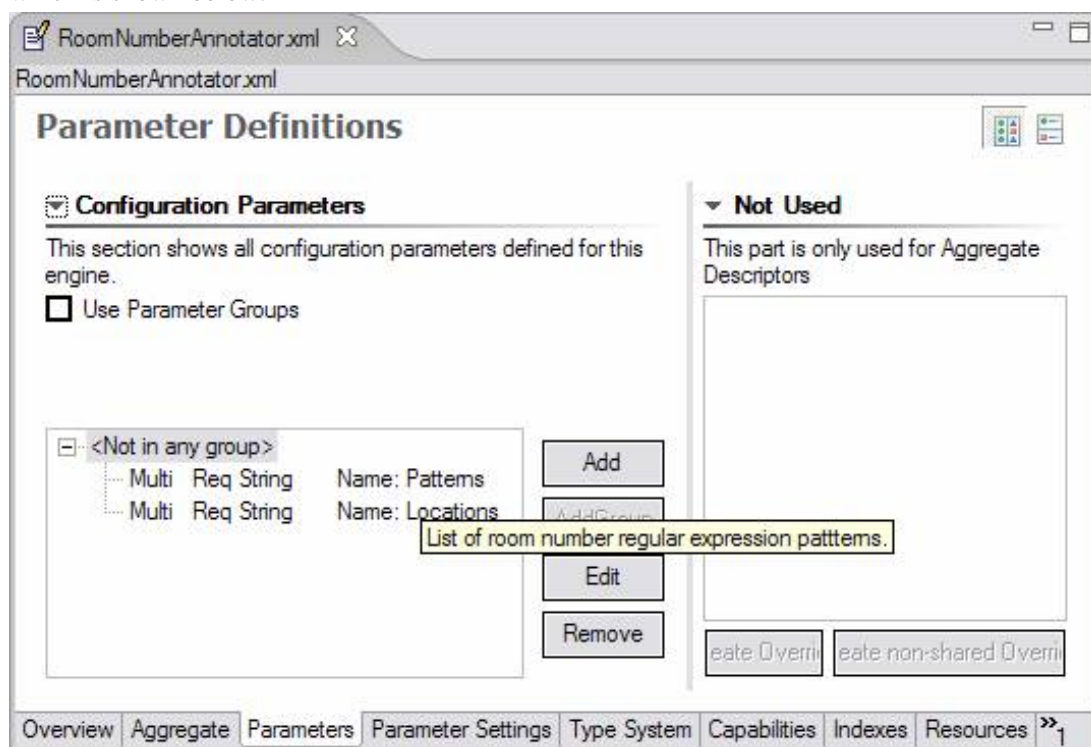 RoomNumberAnnotator.xml
RoomNumberAnnotator.xml
Parameter Definitions
Configuration Parameters
This section shows all configuration parameters defined for this
engine.
Use Parameter Groups
<Not in any group>
Multi Req String Name: Patterns
Multi Req String Name: Locations
List of room number regular expression pattterns.
Add
AddGroup
Edit
Remove
Not Used
This part is only used for Aggregate
Descriptors
eate Overri
eate non-shared Overri
Overview Aggregate Parameters Parameter Settings Type System Capabilities Indexes Resources »1